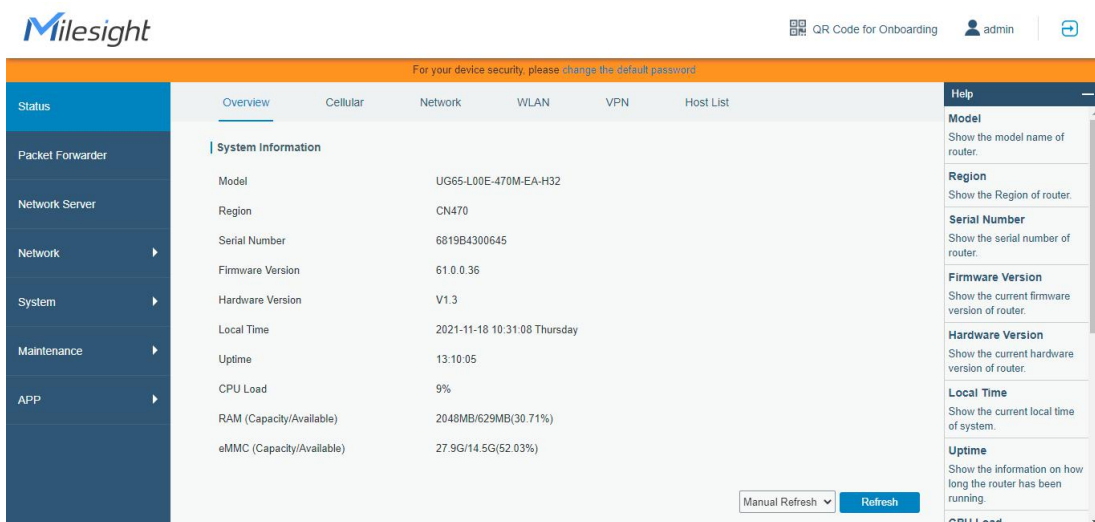 Milesight
QR Code for Onboarding
admin
For your device security, please change the default password
Status
Packet Forwarder
Network Server
Network
System
Maintenance
APP
Overview Cellular Network WLAN VPN Host List
System Information
Model UG65-L00E-470M-EA-H32
Region CN470
Serial Number 6819B4300645
Firmware Version 61.0.0.36
Hardware Version V1.3
Local Time 2021-11-18 10:31:08 Thursday
Uptime 13:10:05
CPU Load 9%
RAM (Capacity/Available) 2048MB/629MB(30.71%)
eMMC (Capacity/Available) 27.9G/14.5G(52.03%)
Manual Refresh Refresh
Help
Model
Show the model name of
router.
Region
Show the Region of router.
Serial Number
Show the serial number of
router.
Firmware Version
Show the current firmware
version of router.
Hardware Version
Show the current hardware
version of router.
Local Time
Show the current local time
of system.
Uptime
Show the information on how
long the router has been
running.
CPU Load